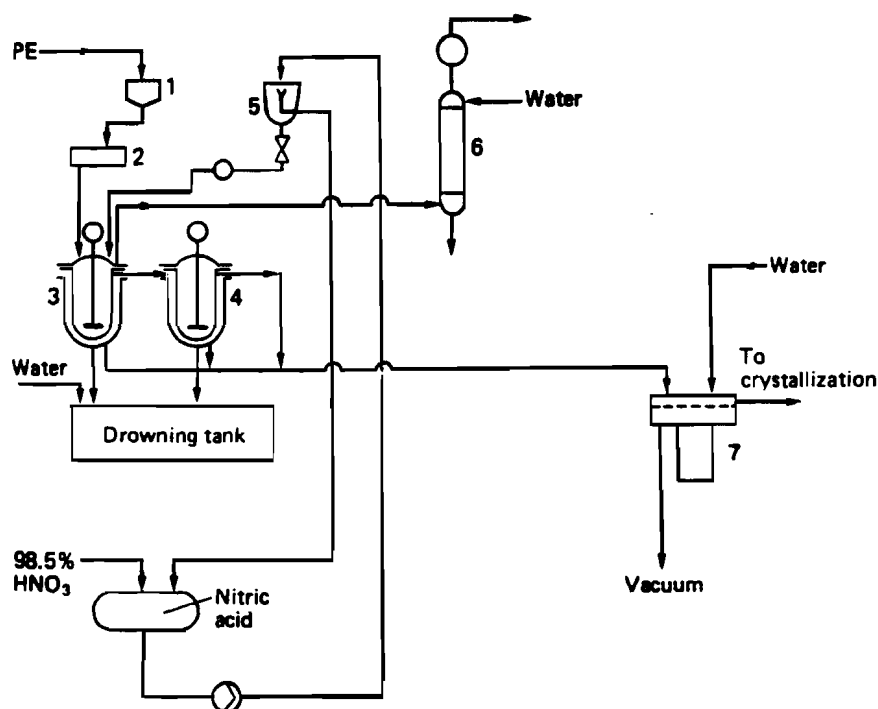 PE
1
5
Water
6
2
3
4
Water
Water
To
crystallization
Drowning tank
7
98.5%
HNO₃
Nitric
acid
Vacuum